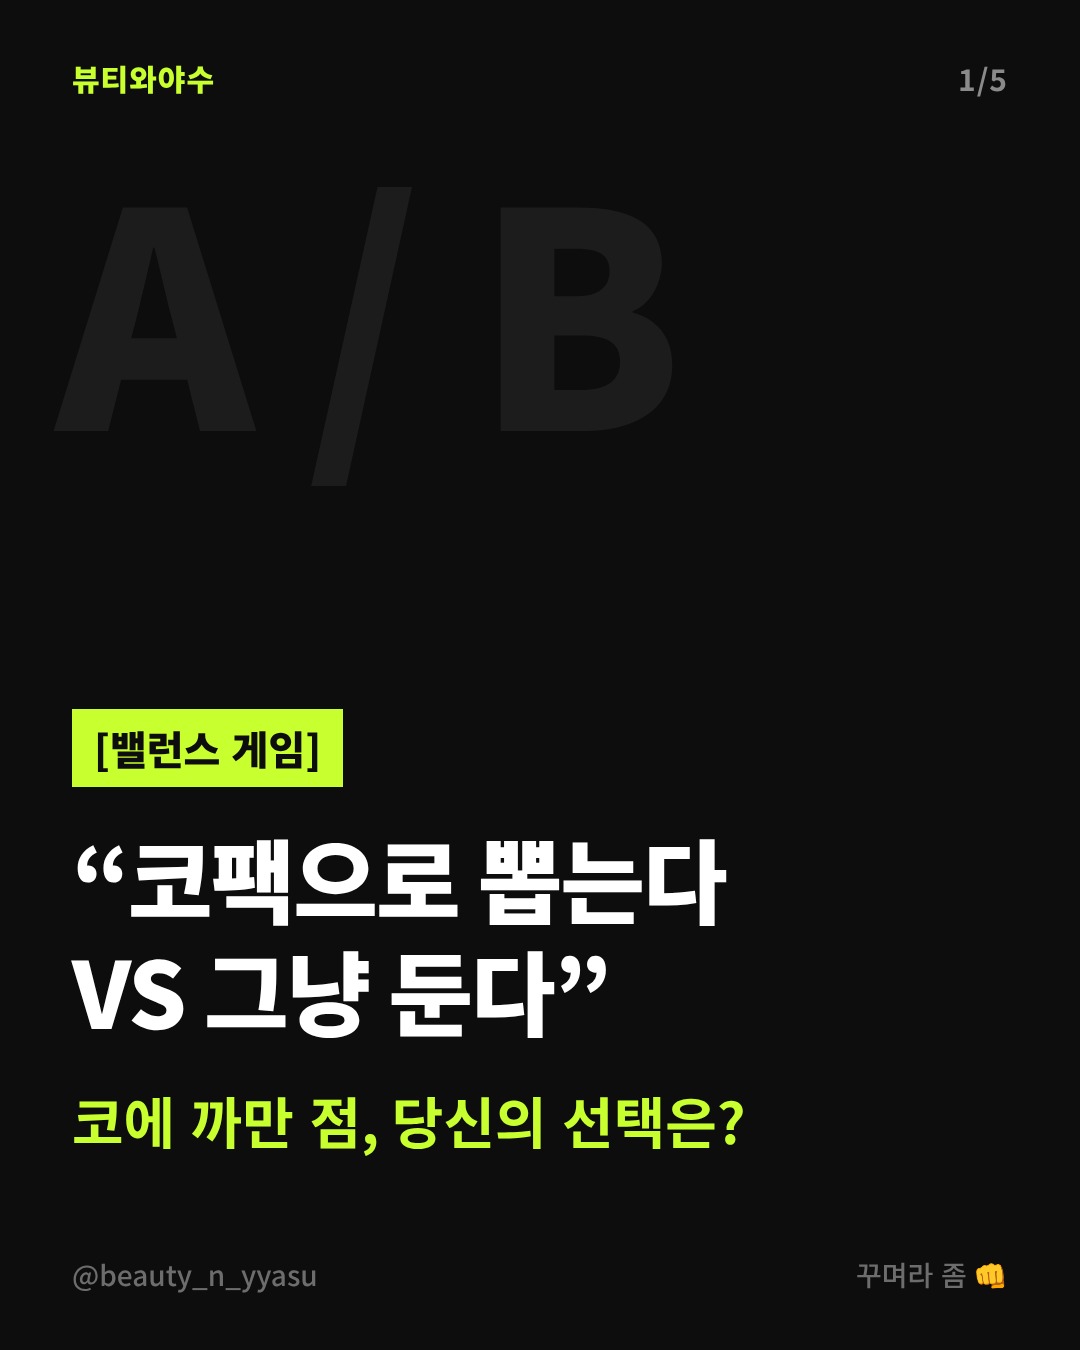 뷰티와야수
1/5
A / B
[밸런스 게임]
“코팩으로 뽑는다
VS 그냥 둔다”
코에 까만 점, 당신의 선택은?
@beauty_n_yyasu
꾸며라 좀 👊